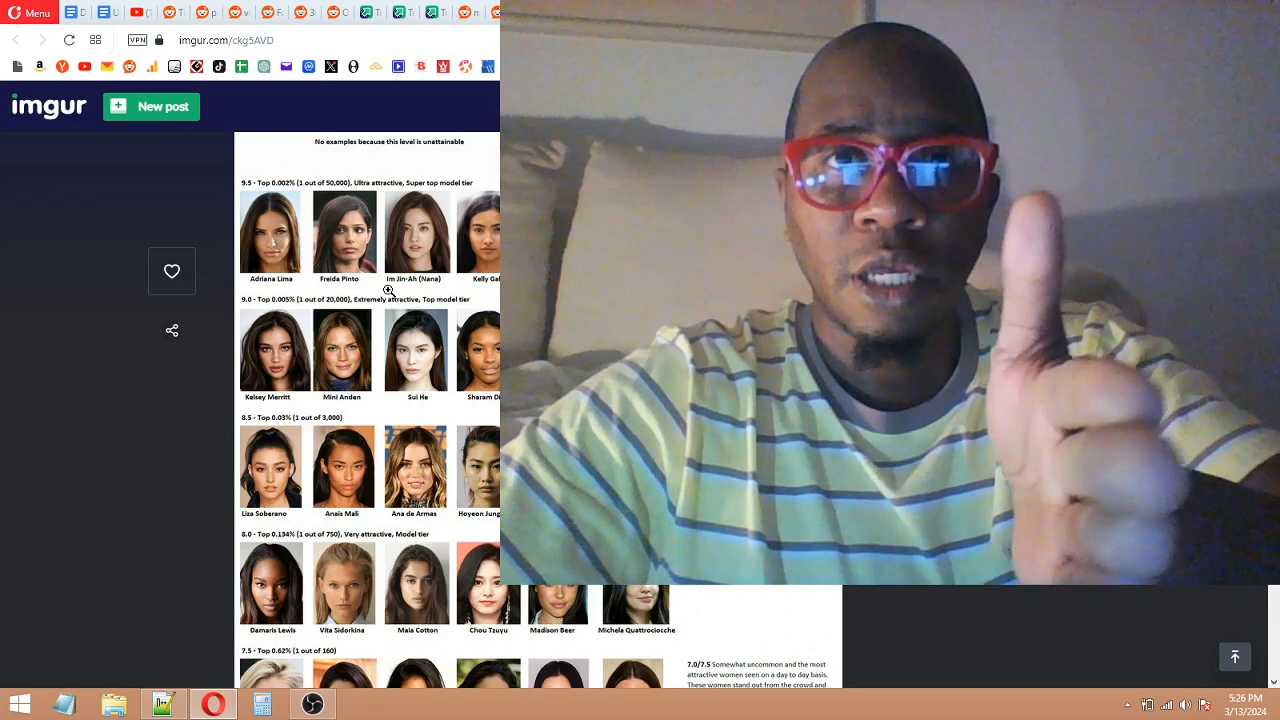 Menu
D
U
imgur.com/ckg5AVD
VPN
imgur
New post
No examples because this level is unattainable
9.5 - Top 0.002% (1 out of 50,000), Ultra attractive, Super top model tier
Adriana Lima
Freida Pinto
Im Jin-Ah (Nana)
Kelly Gal
9.0 - Top 0.005% (1 out of 20,000), Extremely attractive, Top model tier
Kelsey Merritt
Mini Anden
Sui He
Sharam Di
8.5 - Top 0.03% (1 out of 3,000)
Liza Soberano
Anais Mali
Ana de Armas
Hoyeon Jung
8.0 - Top 0.134% (1 out of 750), Very attractive, Model tier
Damaris Lewis
Vita Sidorkina
Maia Cotton
Chou Tzuyu
Madison Beer
Michela Quattrociocche
7.5 - Top 0.62% (1 out of 160)
7.0/7.5 Somewhat uncommon and the most
attractive women seen on a day to day basis.
These women stand out from the crowd and
5:26 PM
3/13/2024